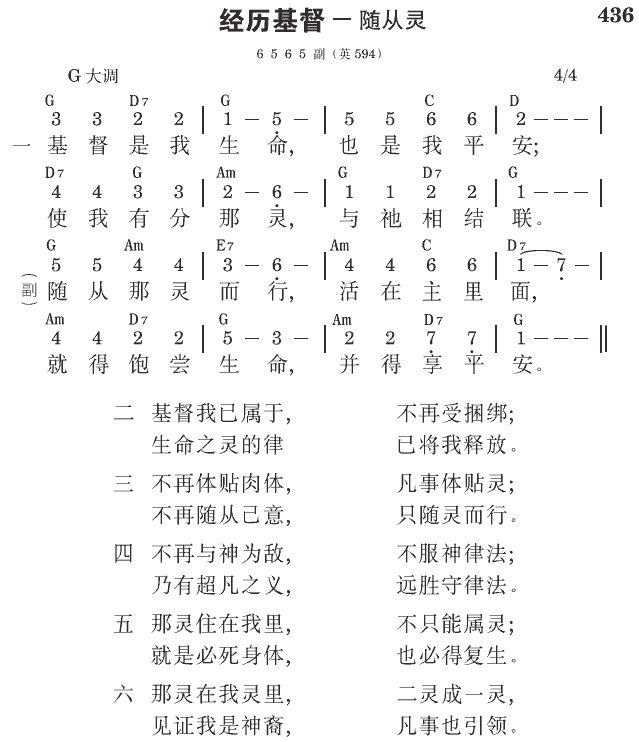 经历基督－随从灵 436
6 5 6 5 副（英594）
G 大调 4/4
G D7 G C D
3 3 2 2 | 1 － 5 － | 5 5 6 6 | 2 － － － |
一 基督是我生命， 也是我平安；
D7 G Am G D7 G
4 4 3 3 | 2 － 6 － | 1 1 2 2 | 1 － － － |
使我有分那灵， 与祂相结联。
G Am E7 Am C D7
5 5 4 4 | 3 － 6 － | 4 4 6 6 | 1 － 7 － |
（副） 随从那灵而行， 活在主里面，
Am D7 G Am D7 G
4 4 2 2 | 5 － 3 － | 2 2 7 7 | 1 － － － ‖
就得饱尝生命， 并得享平安。
二 基督我已属于， 不再受捆绑；
生命之灵的律 已将我释放。
三 不再体贴肉体， 凡事体贴灵；
不再随从己意， 只随灵而行。
四 不再与神为敌， 不服神律法；
乃有超凡之义， 远胜守律法。
五 那灵住在我里， 不只能属灵；
就是必死身体， 也必得复生。
六 那灵在我灵里， 二灵成一灵，
见证我是神裔， 凡事也引领。